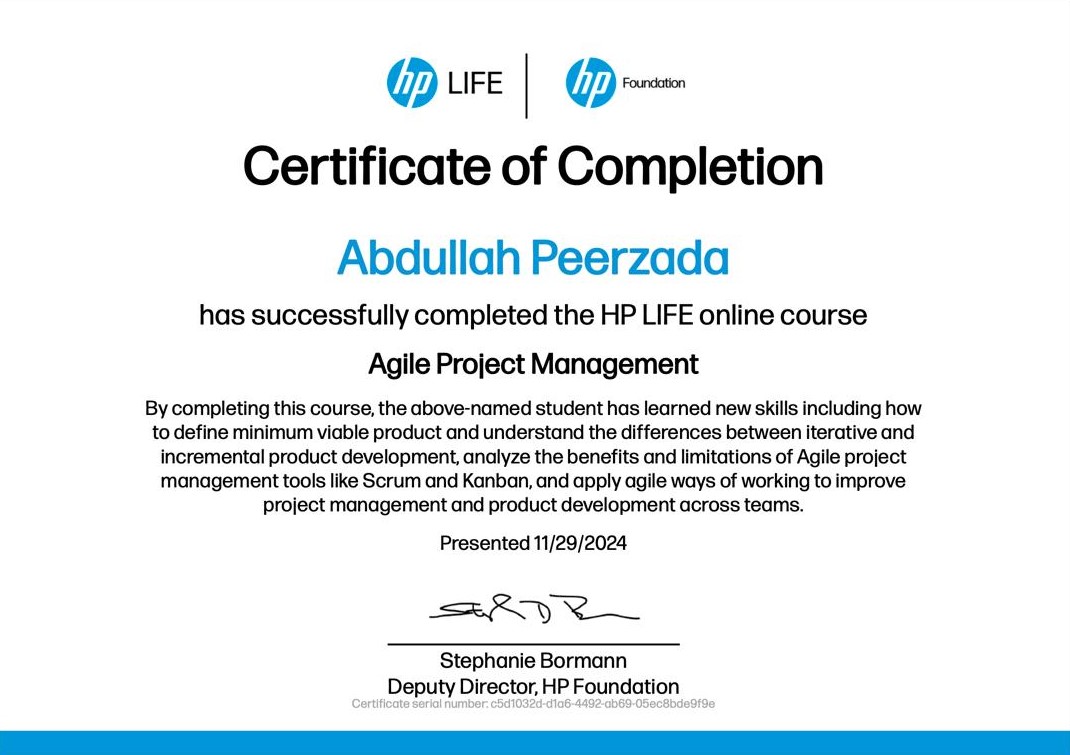 hp LIFE | hp Foundation
Certificate of Completion
Abdullah Peerzada
has successfully completed the HP LIFE online course
Agile Project Management
By completing this course, the above-named student has learned new skills including how
to define minimum viable product and understand the differences between iterative and
incremental product development, analyze the benefits and limitations of Agile project
management tools like Scrum and Kanban, and apply agile ways of working to improve
project management and product development across teams.
Presented 11/29/2024
Stephanie Bormann
Deputy Director, HP Foundation
Certificate serial number: c5d1032d-d1a6-4492-ab69-05ec8bde9f9e